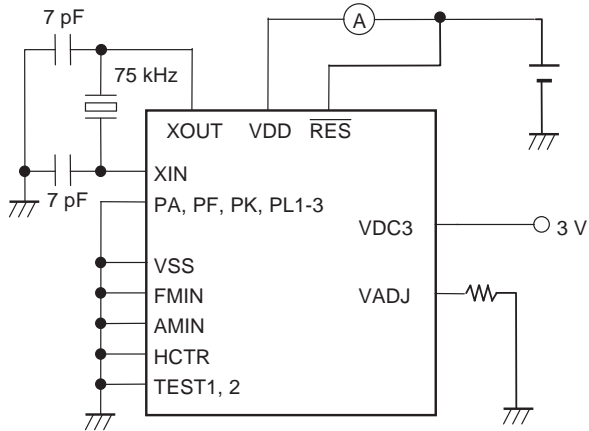 7 pF
A
75 kHz
XOUT VDD RES
XIN
7 pF
PA, PF, PK, PL1-3
VDC3
3 V
VSS
FMIN
VADJ
AMIN
HCTR
TEST1, 2